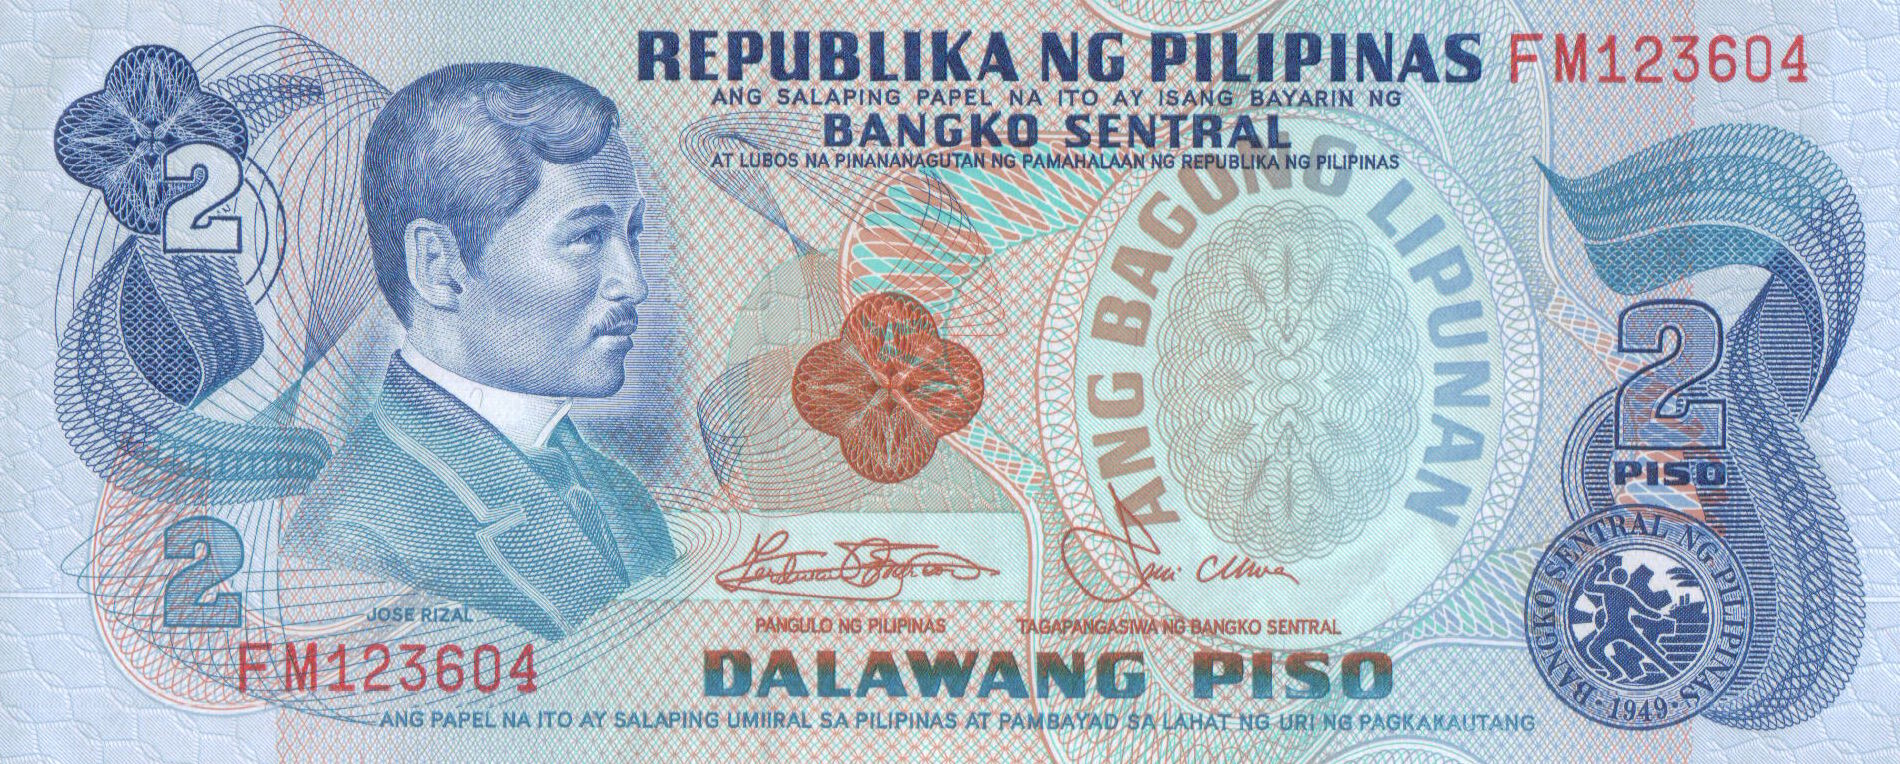 REPUBLIKA NG PILIPINAS FM123604
ANG SALAPING PAPEL NA ITO AY ISANG BAYARIN NG
BANGKO SENTRAL
AT LUBOS NA PINANANAGUTAN NG PAMAHALAAN NG REPUBLIKA NG PILIPINAS
2
ANG BAGONG LIPUNAN
2
PISO
2
JOSE RIZAL
PANGULO NG PILIPINAS
TAGAPANGASIWA NG BANGKO SENTRAL
BANGKO SENTRAL NG PILIPINAS
·1949·
FM123604
DALAWANG PISO
ANG PAPEL NA ITO AY SALAPING UMIIRAL SA PILIPINAS AT PAMBAYAD SA LAHAT NG URI NG PAGKAKAUTANG